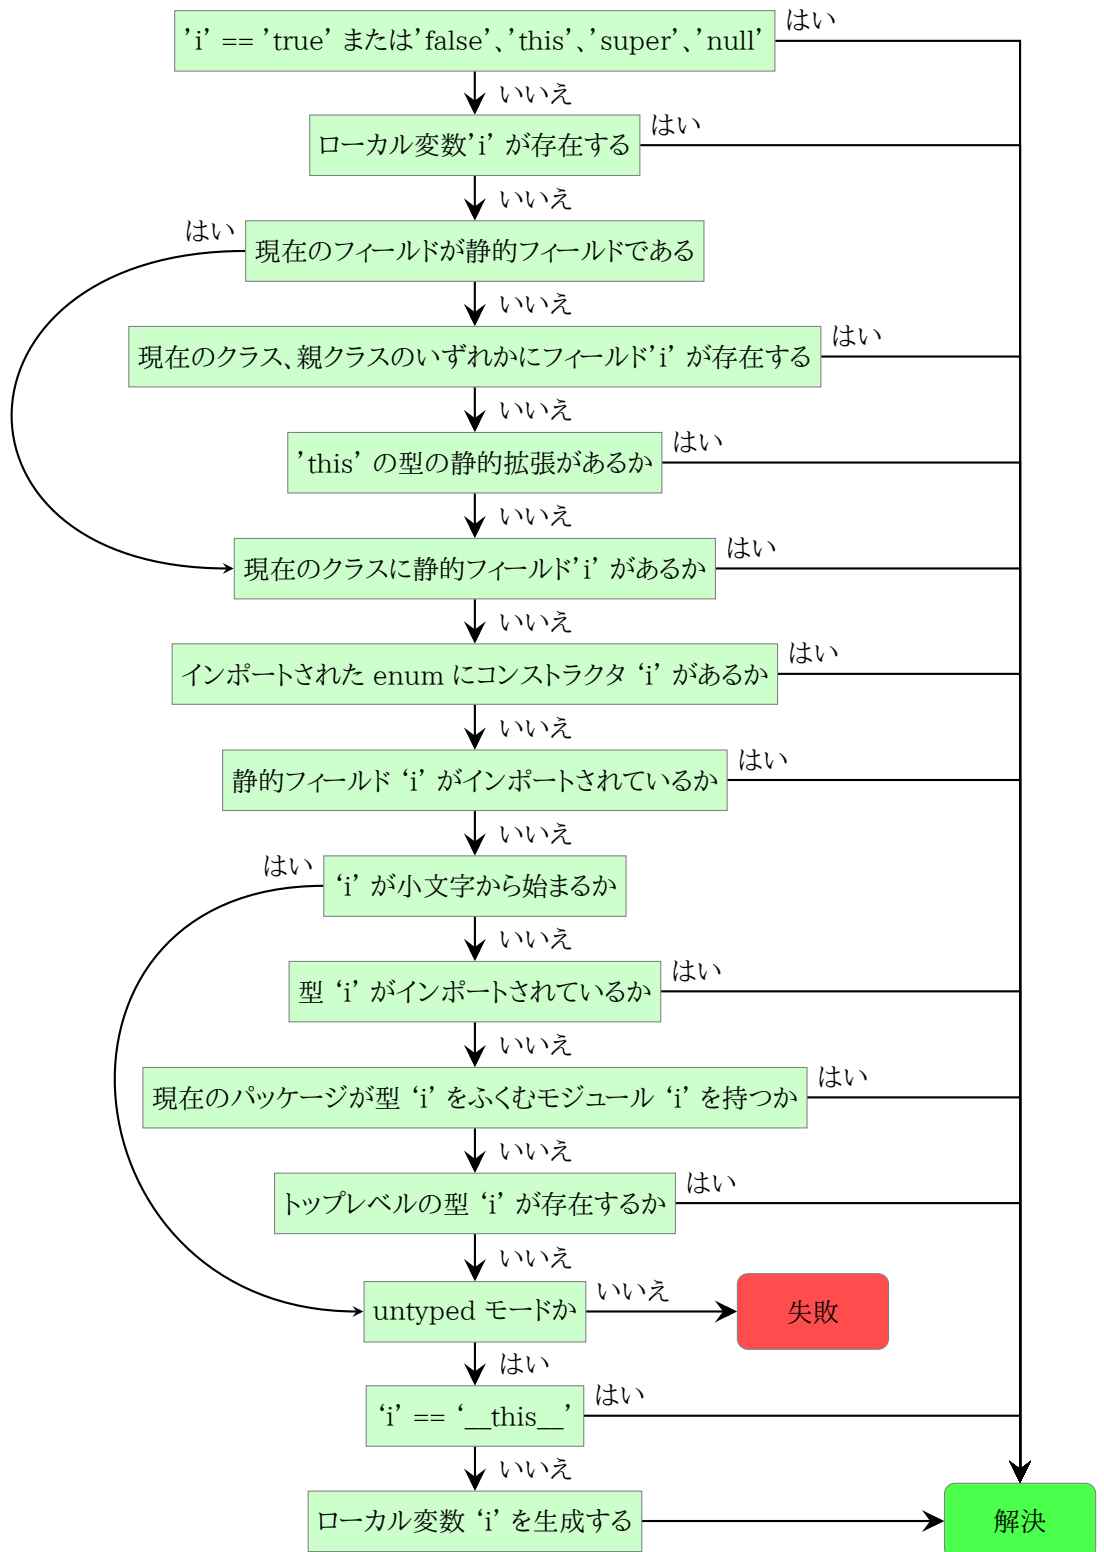 ’i’ == ’true’ または’false’、’this’、’super’、’null’
はい
いいえ
ローカル変数’i’ が存在する
はい
いいえ
はい
現在のフィールドが静的フィールドである
いいえ
現在のクラス、親クラスのいずれかにフィールド’i’ が存在する
はい
いいえ
’this’ の型の静的拡張があるか
はい
いいえ
現在のクラスに静的フィールド’i’ があるか
はい
いいえ
インポートされた enum にコンストラクタ ‘i’ があるか
はい
いいえ
静的フィールド ‘i’ がインポートされているか
はい
いいえ
はい
‘i’ が小文字から始まるか
いいえ
型 ‘i’ がインポートされているか
はい
いいえ
現在のパッケージが型 ‘i’ をふくむモジュール ‘i’ を持つか
はい
いいえ
トップレベルの型 ‘i’ が存在するか
はい
いいえ
untyped モードか
いいえ
失敗
はい
‘i’ == ‘__this__’
はい
いいえ
ローカル変数 ‘i’ を生成する
解決